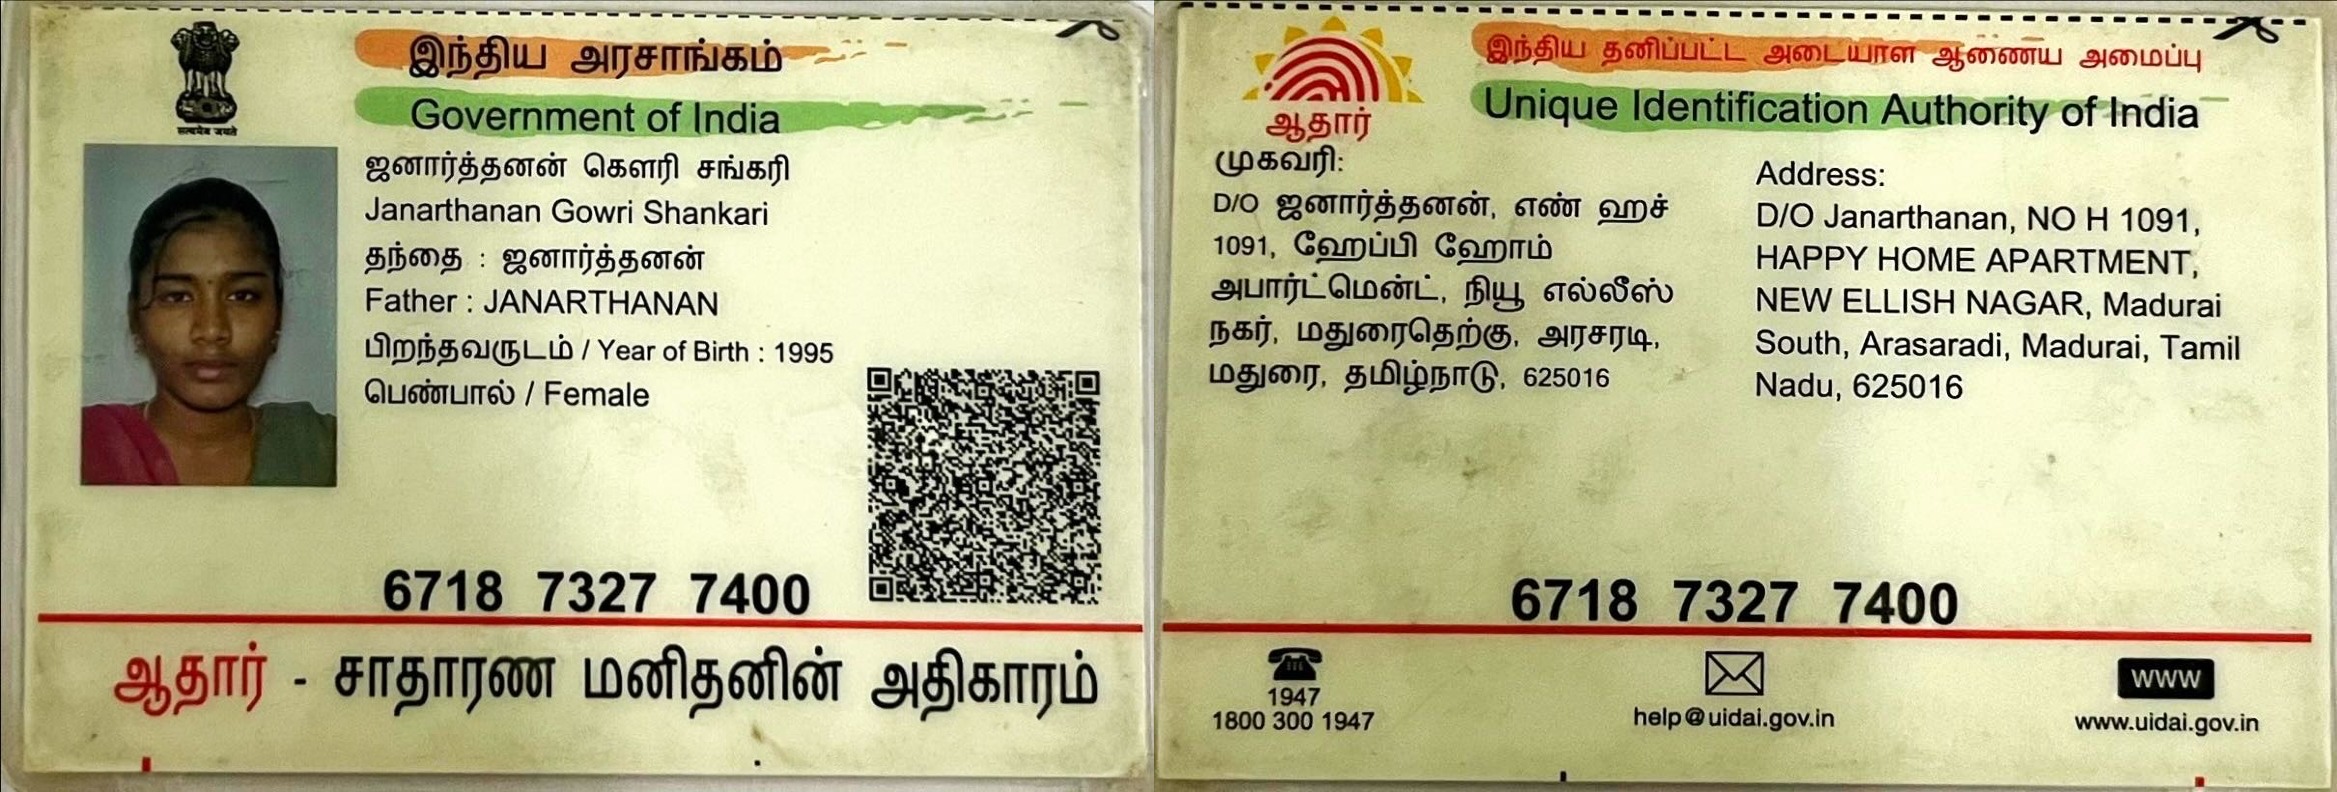 இந்திய அரசாங்கம்
Government of India
सत्यमेव जयते
ஜனார்த்தனன் கௌரி சங்கரி
Janarthanan Gowri Shankari
தந்தை : ஜனார்த்தனன்
Father : JANARTHANAN
பிறந்தவருடம் / Year of Birth : 1995
பெண்பால் / Female
6718 7327 7400
ஆதார் - சாதாரண மனிதனின் அதிகாரம்
இந்திய தனிப்பட்ட அடையாள ஆணைய அமைப்பு
Unique Identification Authority of India
ஆதார்
முகவரி:
D/O ஜனார்த்தனன், எண் ஹச்
1091, ஹேப்பி ஹோம்
அபார்ட்மென்ட், நியூ எல்லீஸ்
நகர், மதுரைதெற்கு, அரசரடி,
மதுரை, தமிழ்நாடு, 625016
Address:
D/O Janarthanan, NO H 1091,
HAPPY HOME APARTMENT,
NEW ELLISH NAGAR, Madurai
South, Arasaradi, Madurai, Tamil
Nadu, 625016
6718 7327 7400
1947
1800 300 1947
help@uidai.gov.in
www
www.uidai.gov.in